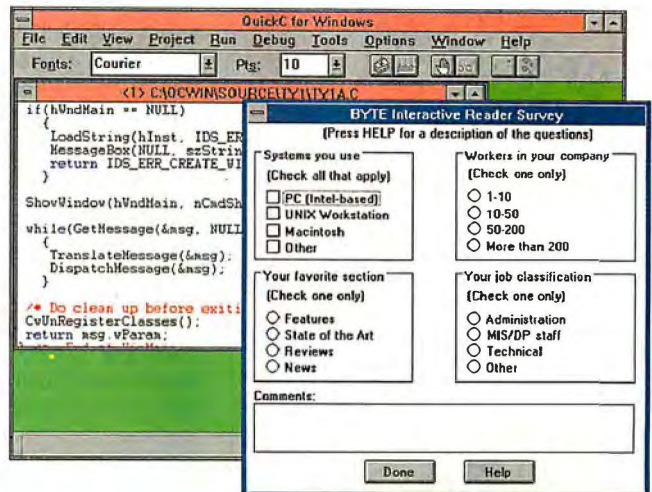 QuickC for Windows
File Edit View Project Run Debug Tools Options Window Help
Fonts: Courier Pts: 10
<1> C:\QCWIN\SOURCE\TY1\TY1A.C
if(hWndMain == NULL)
{
LoadString(hInst, IDS_ER
MessageBox(NULL, szStrin
return IDS_ERR_CREATE_WI
}
ShowWindow(hWndMain, nCmdSh
while(GetMessage(&msg, NULL
{
TranslateMessage(&msg);
DispatchMessage(&msg);
}
/* Do clean up before exiti
CwUnRegisterClasses();
return msg.wParam;
BYTE Interactive Reader Survey
(Press HELP for a description of the questions)
Systems you use
(Check all that apply)
PC (Intel-based)
UNIX Workstation
Macintosh
Other
Workers in your company
(Check one only)
1-10
10-50
50-200
More than 200
Your favorite section
(Check one only)
Features
State of the Art
Reviews
News
Your job classification
(Check one only)
Administration
MIS/DP staff
Technical
Other
Comments:
Done Help